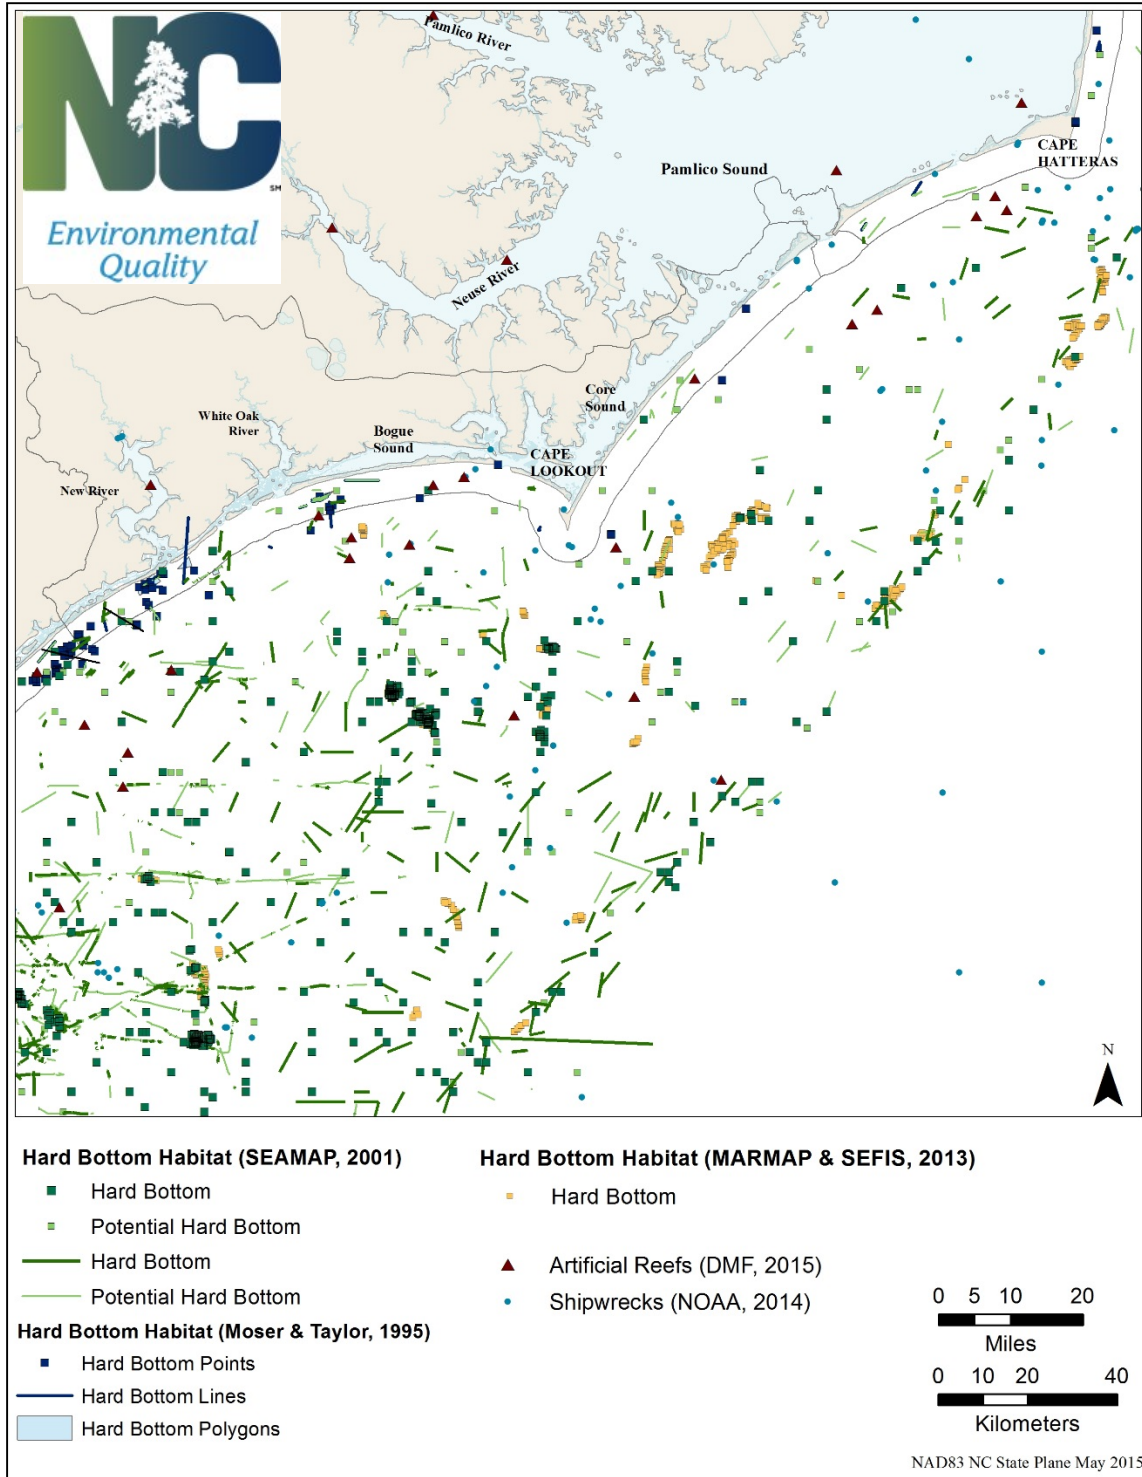 NC
SM
Environmental
Quality
Pamlico River
CAPE
HATTERAS
Pamlico Sound
Neuse River
Core
Sound
White Oak
River
Bogue
Sound
CAPE
LOOKOUT
New River
N
Hard Bottom Habitat (SEAMAP, 2001)
Hard Bottom
Potential Hard Bottom
Hard Bottom
Potential Hard Bottom
Hard Bottom Habitat (Moser & Taylor, 1995)
Hard Bottom Points
Hard Bottom Lines
Hard Bottom Polygons
Hard Bottom Habitat (MARMAP & SEFIS, 2013)
Hard Bottom
Artificial Reefs (DMF, 2015)
Shipwrecks (NOAA, 2014)
0 5 10 20
Miles
0 10 20 40
Kilometers
NAD83 NC State Plane May 2015